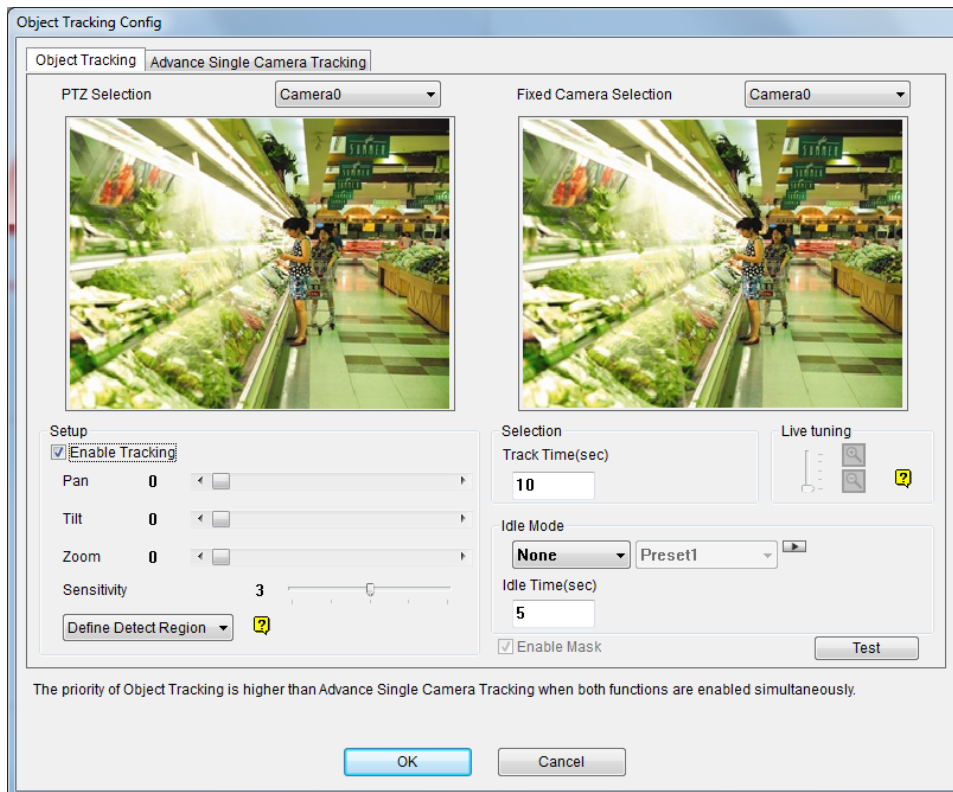 Object Tracking Config
Object Tracking
Advance Single Camera Tracking
PTZ Selection
Camera0
Fixed Camera Selection
Camera0
SUMMER
SUMMER
Setup
Enable Tracking
Pan 0
Tilt 0
Zoom 0
Sensitivity 3
Define Detect Region
?
Selection
Track Time(sec)
10
Live tuning
?
Idle Mode
None
Preset1
Idle Time(sec)
5
Enable Mask
Test
The priority of Object Tracking is higher than Advance Single Camera Tracking when both functions are enabled simultaneously.
OK
Cancel